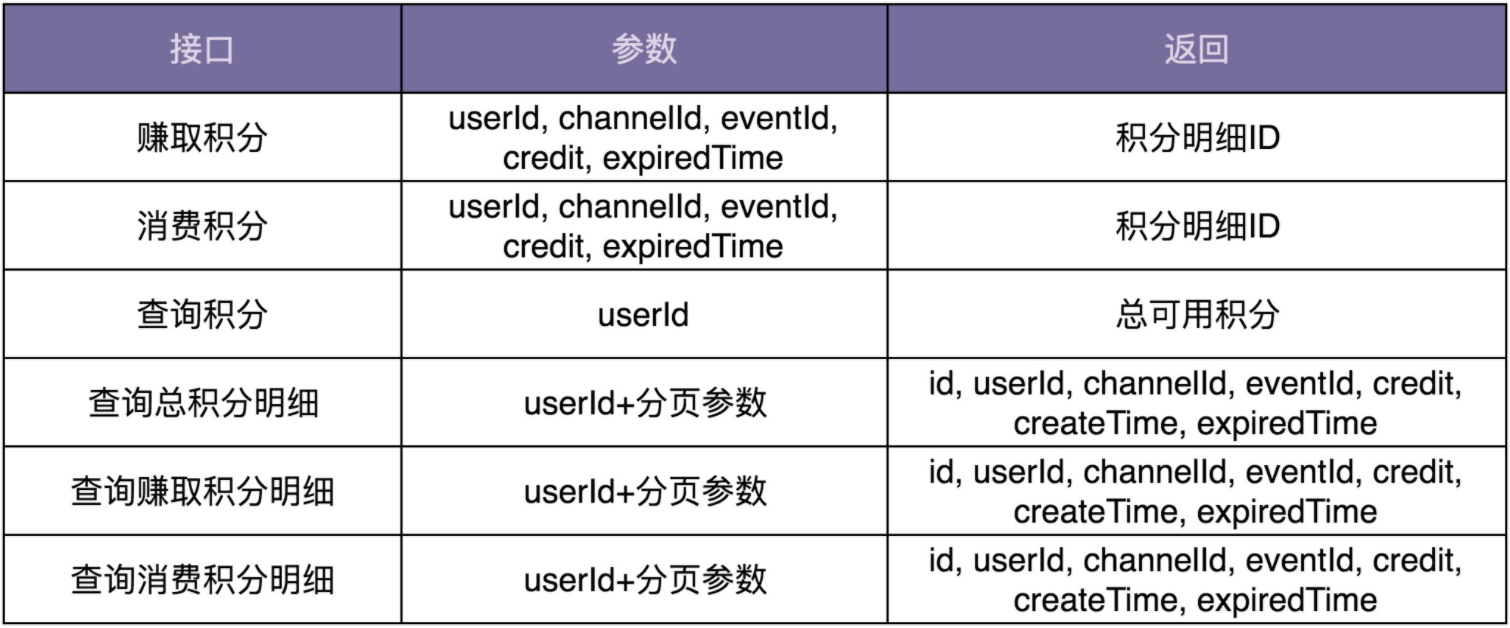 接口
参数
返回
赚取积分
userId, channelId, eventId,
credit, expiredTime
积分明细ID
消费积分
userId, channelId, eventId,
credit, expiredTime
积分明细ID
查询积分
userId
总可用积分
查询总积分明细
userId+分页参数
id, userId, channelId, eventId, credit,
createTime, expiredTime
查询赚取积分明细
userId+分页参数
id, userId, channelId, eventId, credit,
createTime, expiredTime
查询消费积分明细
userId+分页参数
id, userId, channelId, eventId, credit,
createTime, expiredTime